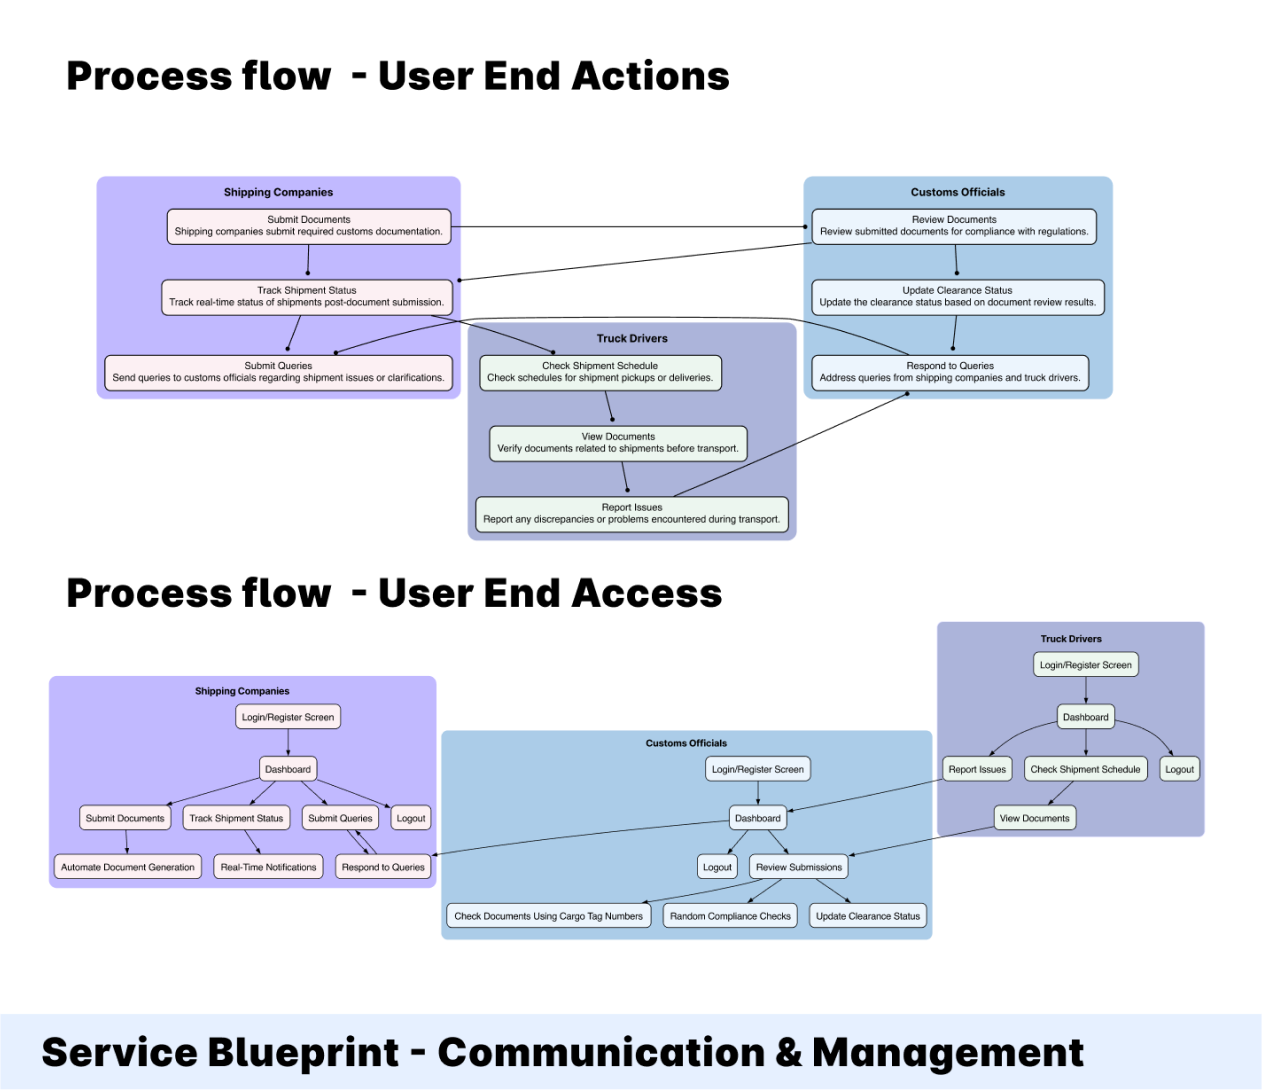 Process flow - User End Actions
Shipping Companies
Submit Documents
Shipping companies submit required customs documentation.
Track Shipment Status
Track real-time status of shipments post-document submission.
Submit Queries
Send queries to customs officials regarding shipment issues or clarifications.
Truck Drivers
Check Shipment Schedule
Check schedules for shipment pickups or deliveries.
View Documents
Verify documents related to shipments before transport.
Report Issues
Report any discrepancies or problems encountered during transport.
Customs Officials
Review Documents
Review submitted documents for compliance with regulations.
Update Clearance Status
Update the clearance status based on document review results.
Respond to Queries
Address queries from shipping companies and truck drivers.
Process flow - User End Access
Shipping Companies
Login/Register Screen
Dashboard
Submit Documents
Track Shipment Status
Submit Queries
Logout
Automate Document Generation
Real-Time Notifications
Respond to Queries
Customs Officials
Login/Register Screen
Dashboard
Logout
Review Submissions
Check Documents Using Cargo Tag Numbers
Random Compliance Checks
Update Clearance Status
Truck Drivers
Login/Register Screen
Dashboard
Report Issues
Check Shipment Schedule
Logout
View Documents
Service Blueprint - Communication & Management